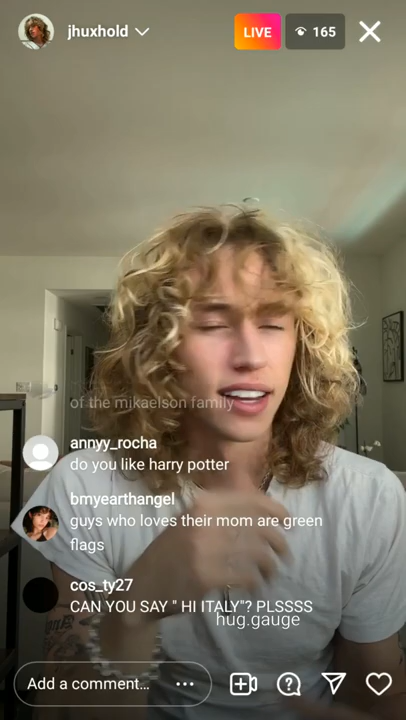 jhuxhold
LIVE
165
of the mikaelson family
annyy_rocha
do you like harry potter
bmyearthangel
guys who loves their mom are green
flags
cos_ty27
CAN YOU SAY " HI ITALY"? PLSSSS
hug.gauge
Add a comment...